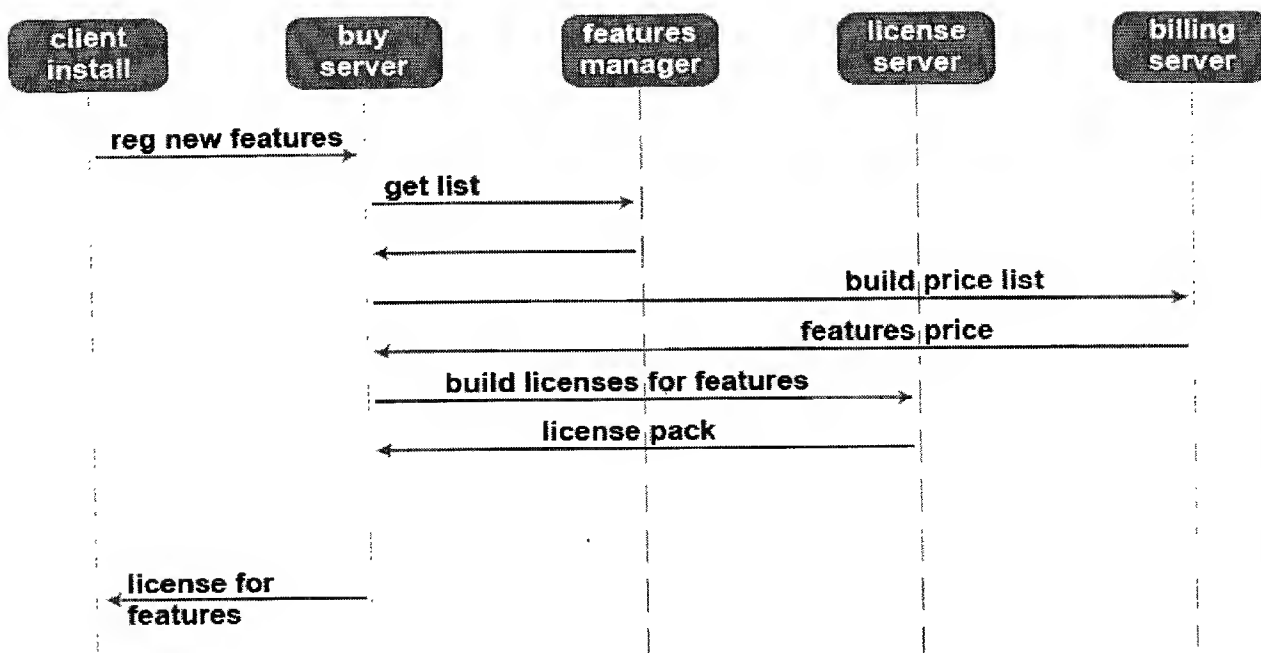 client
install
buy
server
features
manager
license
server
billing
server
reg new features
get list
build price list
features price
build licenses for features
license pack
license for
features